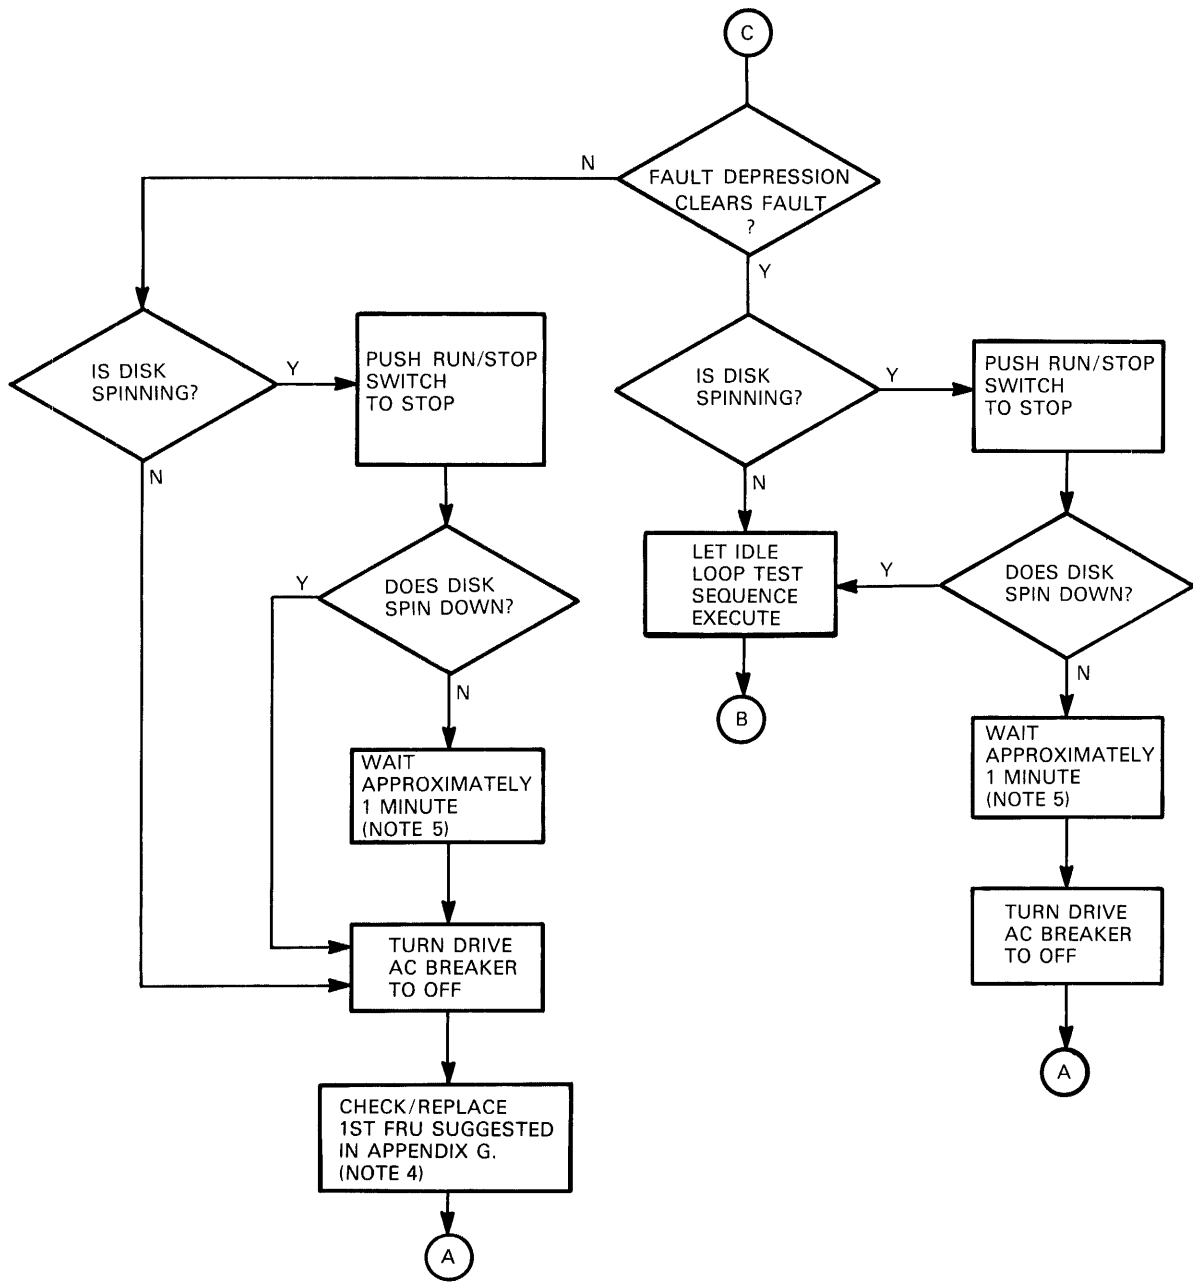 C
FAULT DEPRESSION
CLEARS FAULT
?
N
Y
IS DISK
SPINNING?
Y
N
PUSH RUN/STOP
SWITCH
TO STOP
DOES DISK
SPIN DOWN?
Y
N
WAIT
APPROXIMATELY
1 MINUTE
(NOTE 5)
TURN DRIVE
AC BREAKER
TO OFF
CHECK/REPLACE
1ST FRU SUGGESTED
IN APPENDIX G.
(NOTE 4)
A
IS DISK
SPINNING?
Y
N
LET IDLE
LOOP TEST
SEQUENCE
EXECUTE
B
PUSH RUN/STOP
SWITCH
TO STOP
DOES DISK
SPIN DOWN?
Y
N
WAIT
APPROXIMATELY
1 MINUTE
(NOTE 5)
TURN DRIVE
AC BREAKER
TO OFF
A